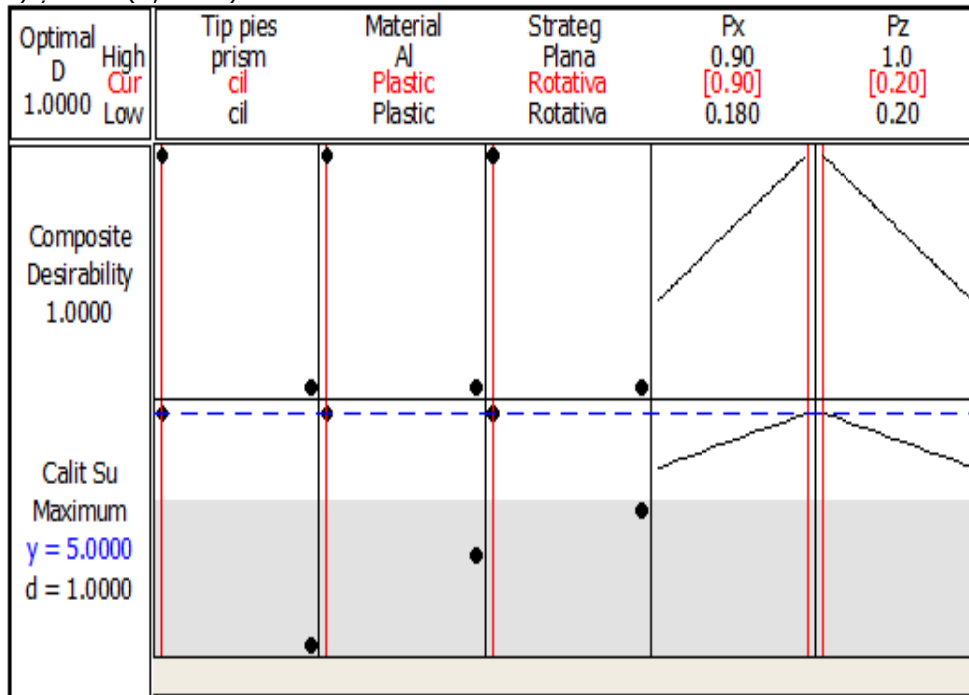 Optimal D 1.0000
High Cur Low
Tip pies prism cil cil
Material Al Plastic Plastic
Strateg Plana Rotativa Rotativa
Px 0.90 [0.90] 0.180
Pz 1.0 [0.20] 0.20
Composite
Desirability
1.0000
Calit Su
Maximum
y = 5.0000
d = 1.0000